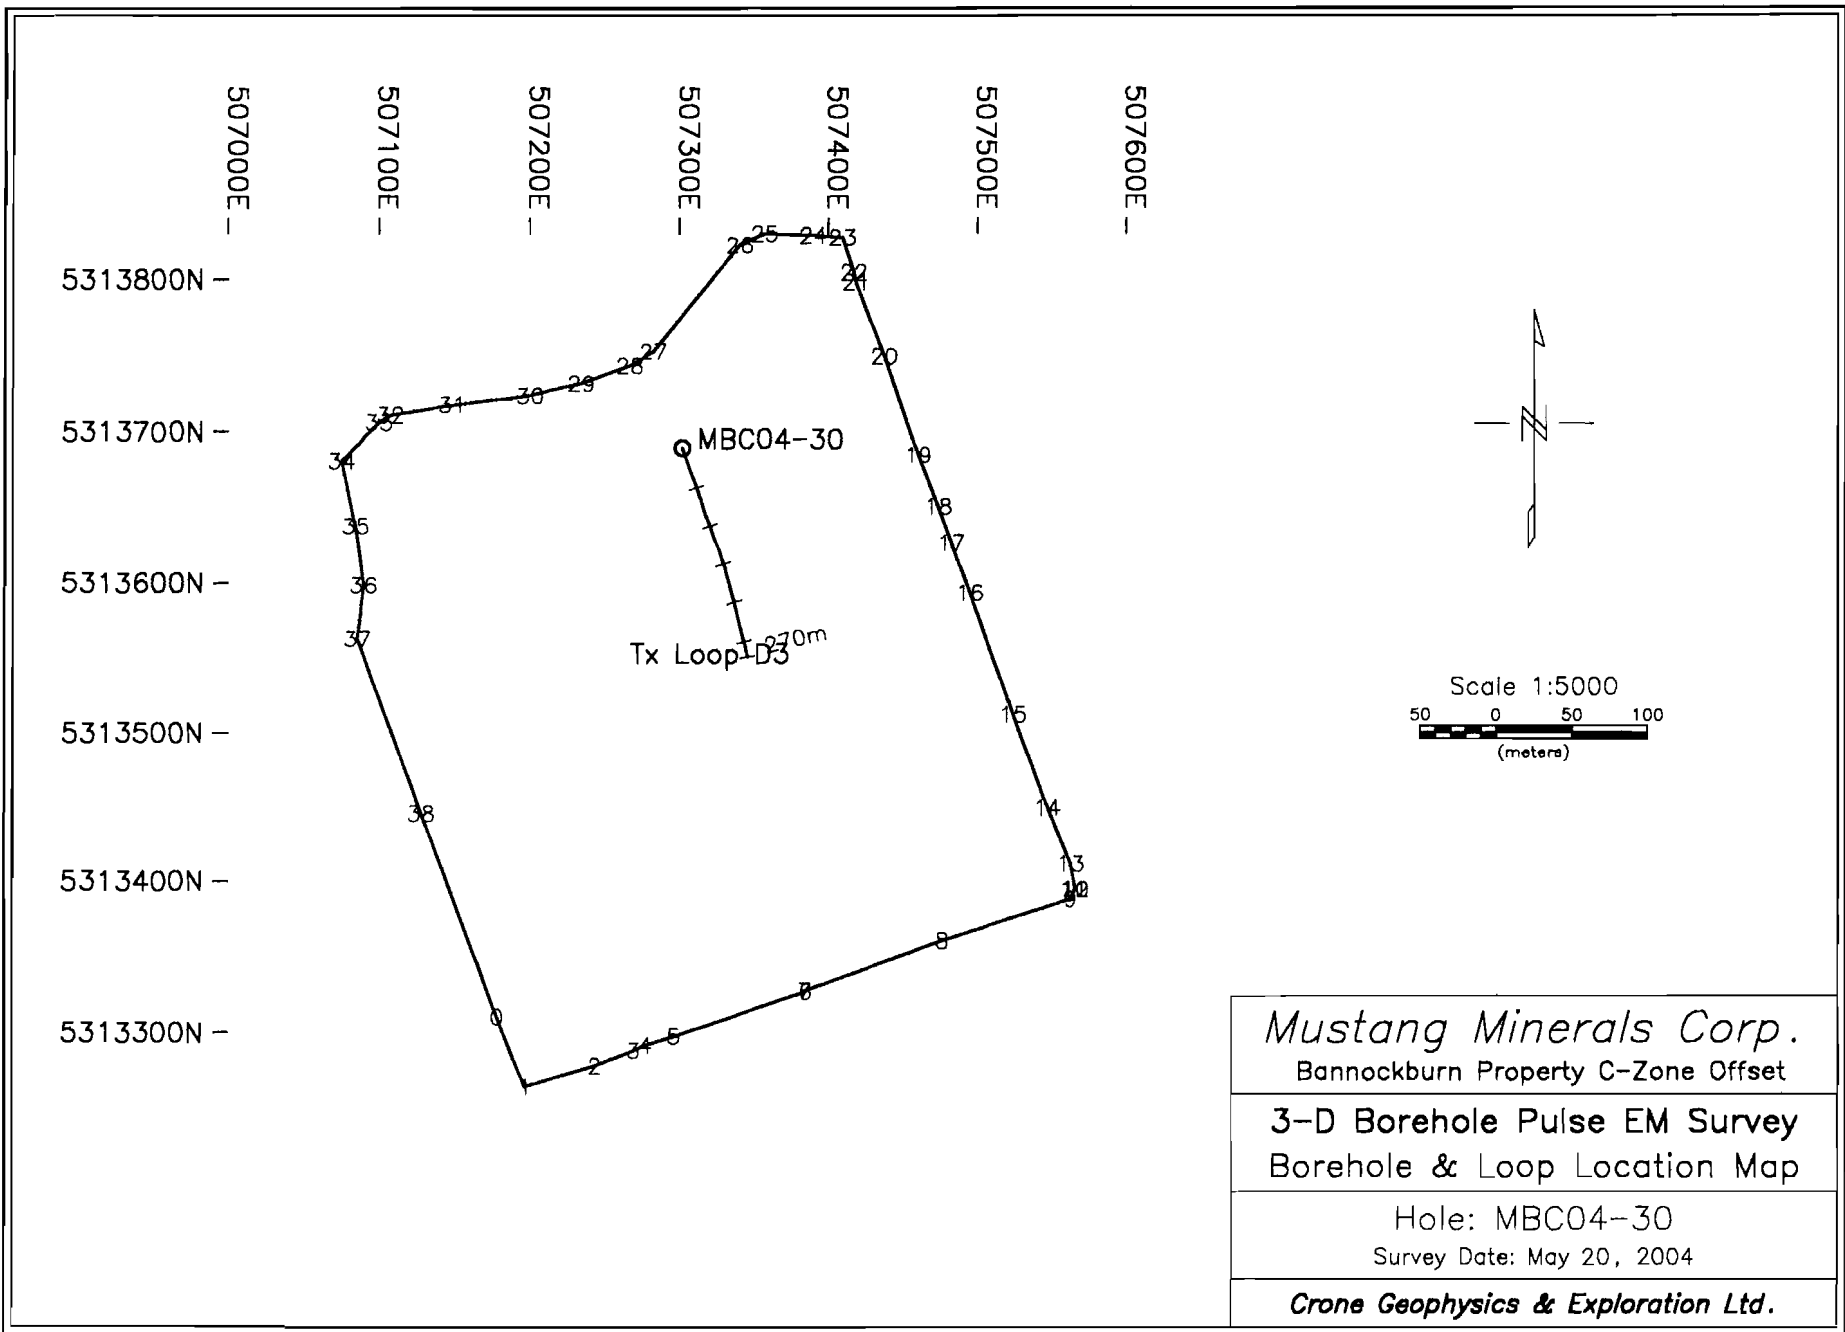 507000E
507100E
507200E
507300E
507400E
507500E
507600E
5313800N
5313700N
5313600N
5313500N
5313400N
5313300N
26
25
24
23
22
21
20
19
18
17
16
15
14
13
9
8
5
34
2
1
0
38
37
36
35
34
33
32
31
30
29
28
27
MBC04-30
270m
Tx Loop D3
N
Scale 1:5000
50 0 50 100
(meters)
Mustang Minerals Corp.
Bannockburn Property C-Zone Offset
3-D Borehole Pulse EM Survey
Borehole & Loop Location Map
Hole: MBC04-30
Survey Date: May 20, 2004
Crone Geophysics & Exploration Ltd.